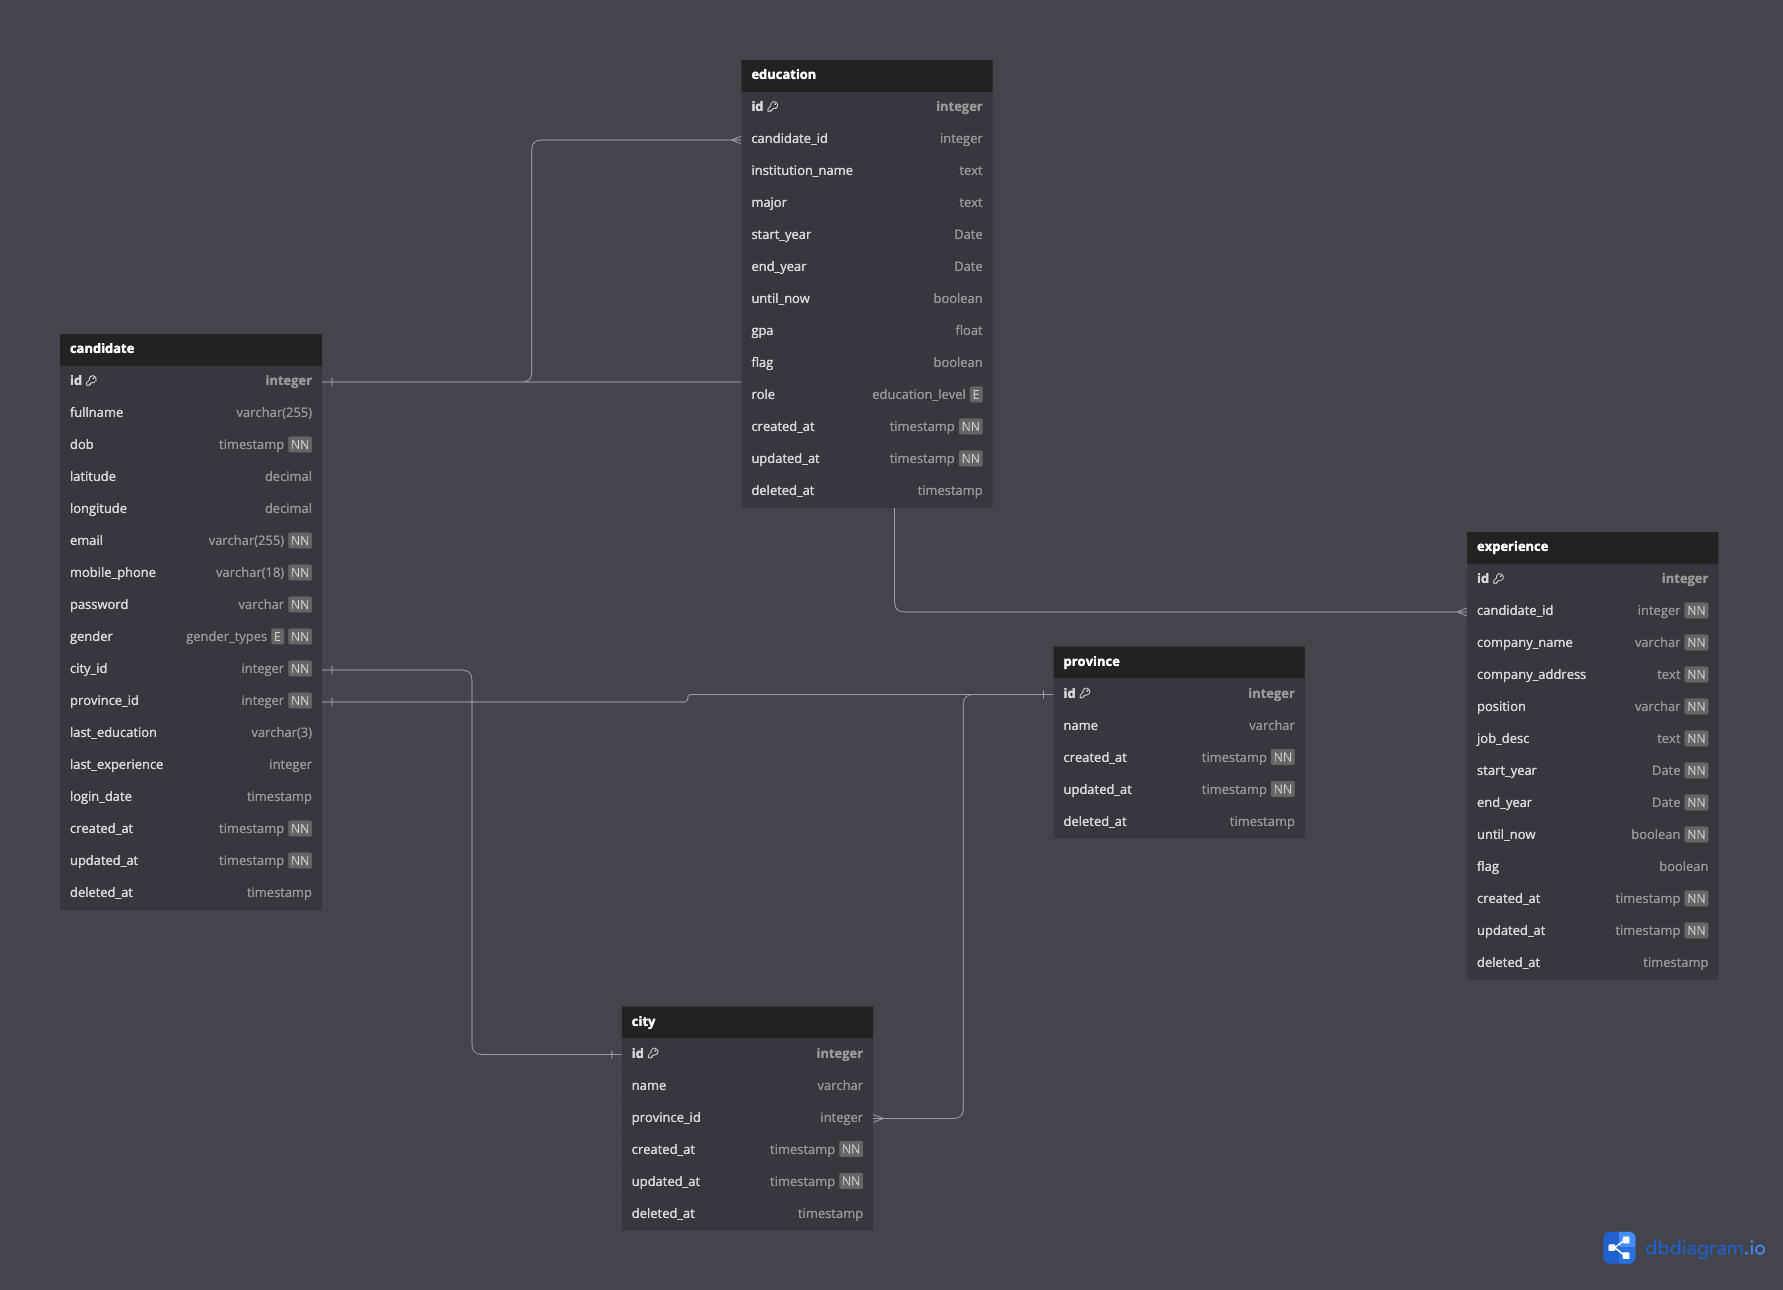 education
id integer
candidate_id integer
institution_name text
major text
start_year Date
end_year Date
until_now boolean
gpa float
flag boolean
role education_level E
created_at timestamp NN
updated_at timestamp NN
deleted_at timestamp
candidate
id integer
fullname varchar(255)
dob timestamp NN
latitude decimal
longitude decimal
email varchar(255) NN
mobile_phone varchar(18) NN
password varchar NN
gender gender_types E NN
city_id integer NN
province_id integer NN
last_education varchar(3)
last_experience integer
login_date timestamp
created_at timestamp NN
updated_at timestamp NN
deleted_at timestamp
experience
id integer
candidate_id integer NN
company_name varchar NN
company_address text NN
position varchar NN
job_desc text NN
start_year Date NN
end_year Date NN
until_now boolean NN
flag boolean
created_at timestamp NN
updated_at timestamp NN
deleted_at timestamp
province
id integer
name varchar
created_at timestamp NN
updated_at timestamp NN
deleted_at timestamp
city
id integer
name varchar
province_id integer
created_at timestamp NN
updated_at timestamp NN
deleted_at timestamp
dbdiagram.io